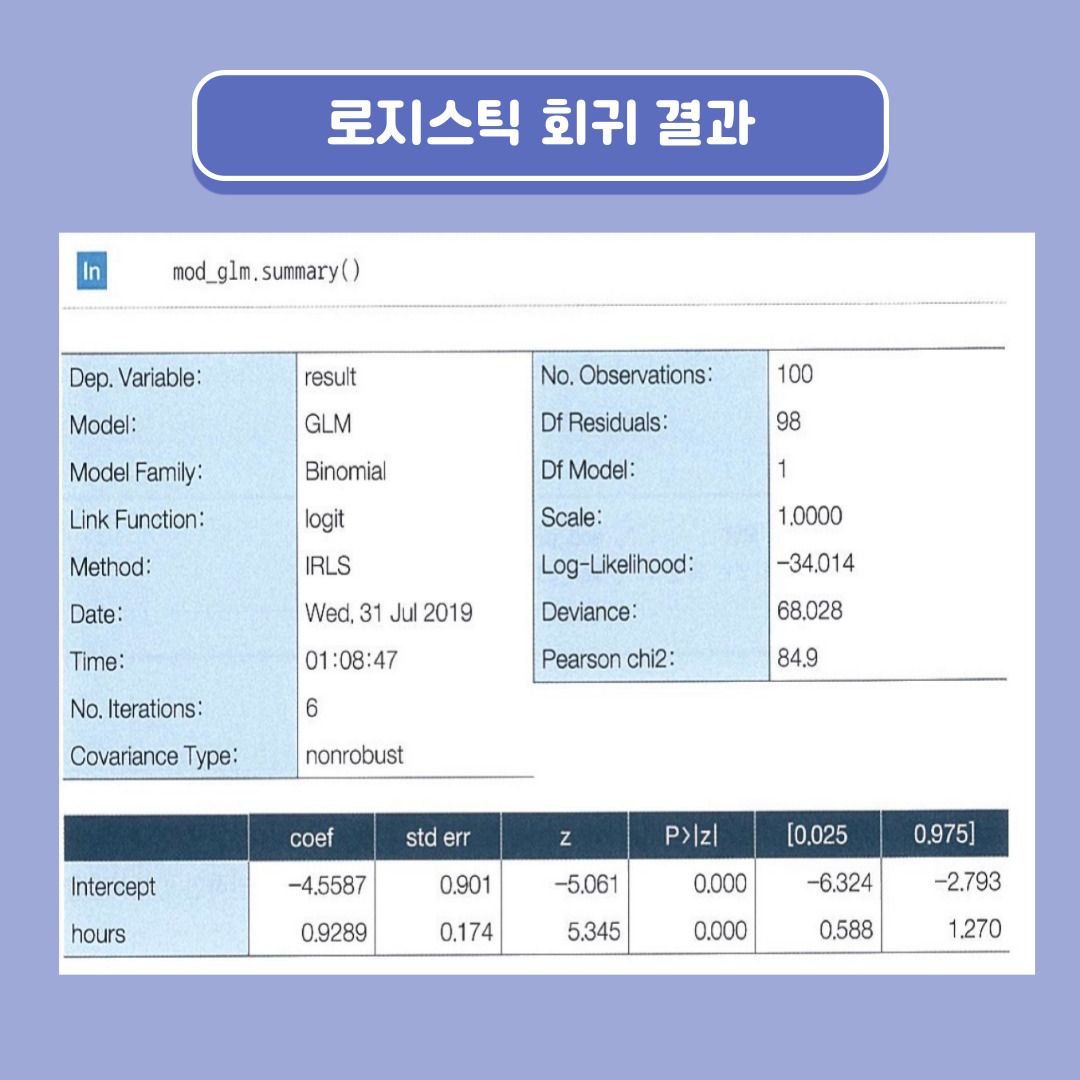 로지스틱 회귀 결과
In mod_glm.summary()
Dep. Variable: result No. Observations: 100
Model: GLM Df Residuals: 98
Model Family: Binomial Df Model: 1
Link Function: logit Scale: 1.0000
Method: IRLS Log-Likelihood: -34.014
Date: Wed, 31 Jul 2019 Deviance: 68.028
Time: 01:08:47 Pearson chi2: 84.9
No. Iterations: 6
Covariance Type: nonrobust
coef std err z P>|z| [0.025 0.975]
Intercept -4.5587 0.901 -5.061 0.000 -6.324 -2.793
hours 0.9289 0.174 5.345 0.000 0.588 1.270